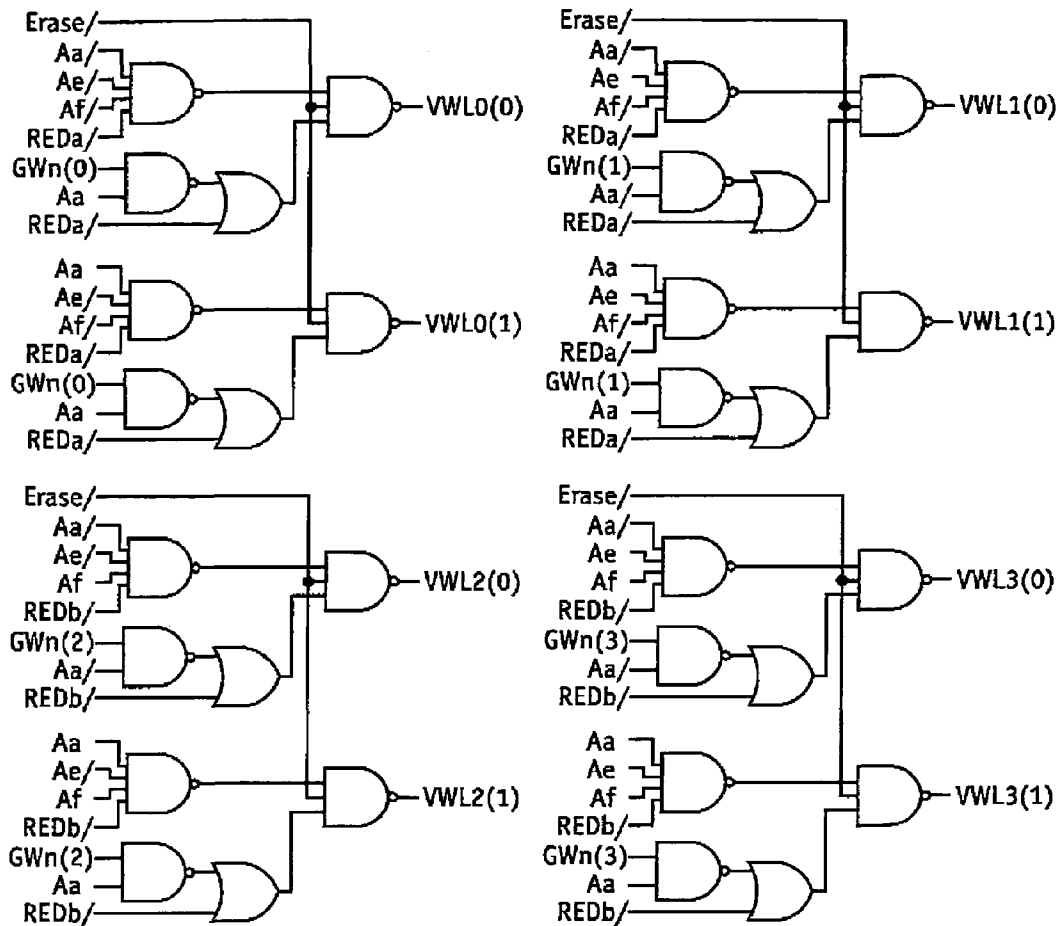 Erase/
Aa/
Ae/
Af/
REDa/
VWL0(0)
GWn(0)
Aa
REDa/
Aa
Ae/
Af/
REDa/
VWL0(1)
GWn(0)
Aa
REDa/
Erase/
Aa/
Ae
Af/
REDa/
VWL1(0)
GWn(1)
Aa/
REDa/
Aa
Ae
Af/
REDa/
VWL1(1)
GWn(1)
Aa
REDa/
Erase/
Aa/
Ae/
Af
REDb/
VWL2(0)
GWn(2)
Aa/
REDb/
Aa
Ae/
Af
REDb/
VWL2(1)
GWn(2)
Aa
REDb/
Erase/
Aa/
Ae
Af
REDb/
VWL3(0)
GWn(3)
Aa/
REDb/
Aa
Ae
Af
REDb/
VWL3(1)
GWn(3)
Aa
REDb/